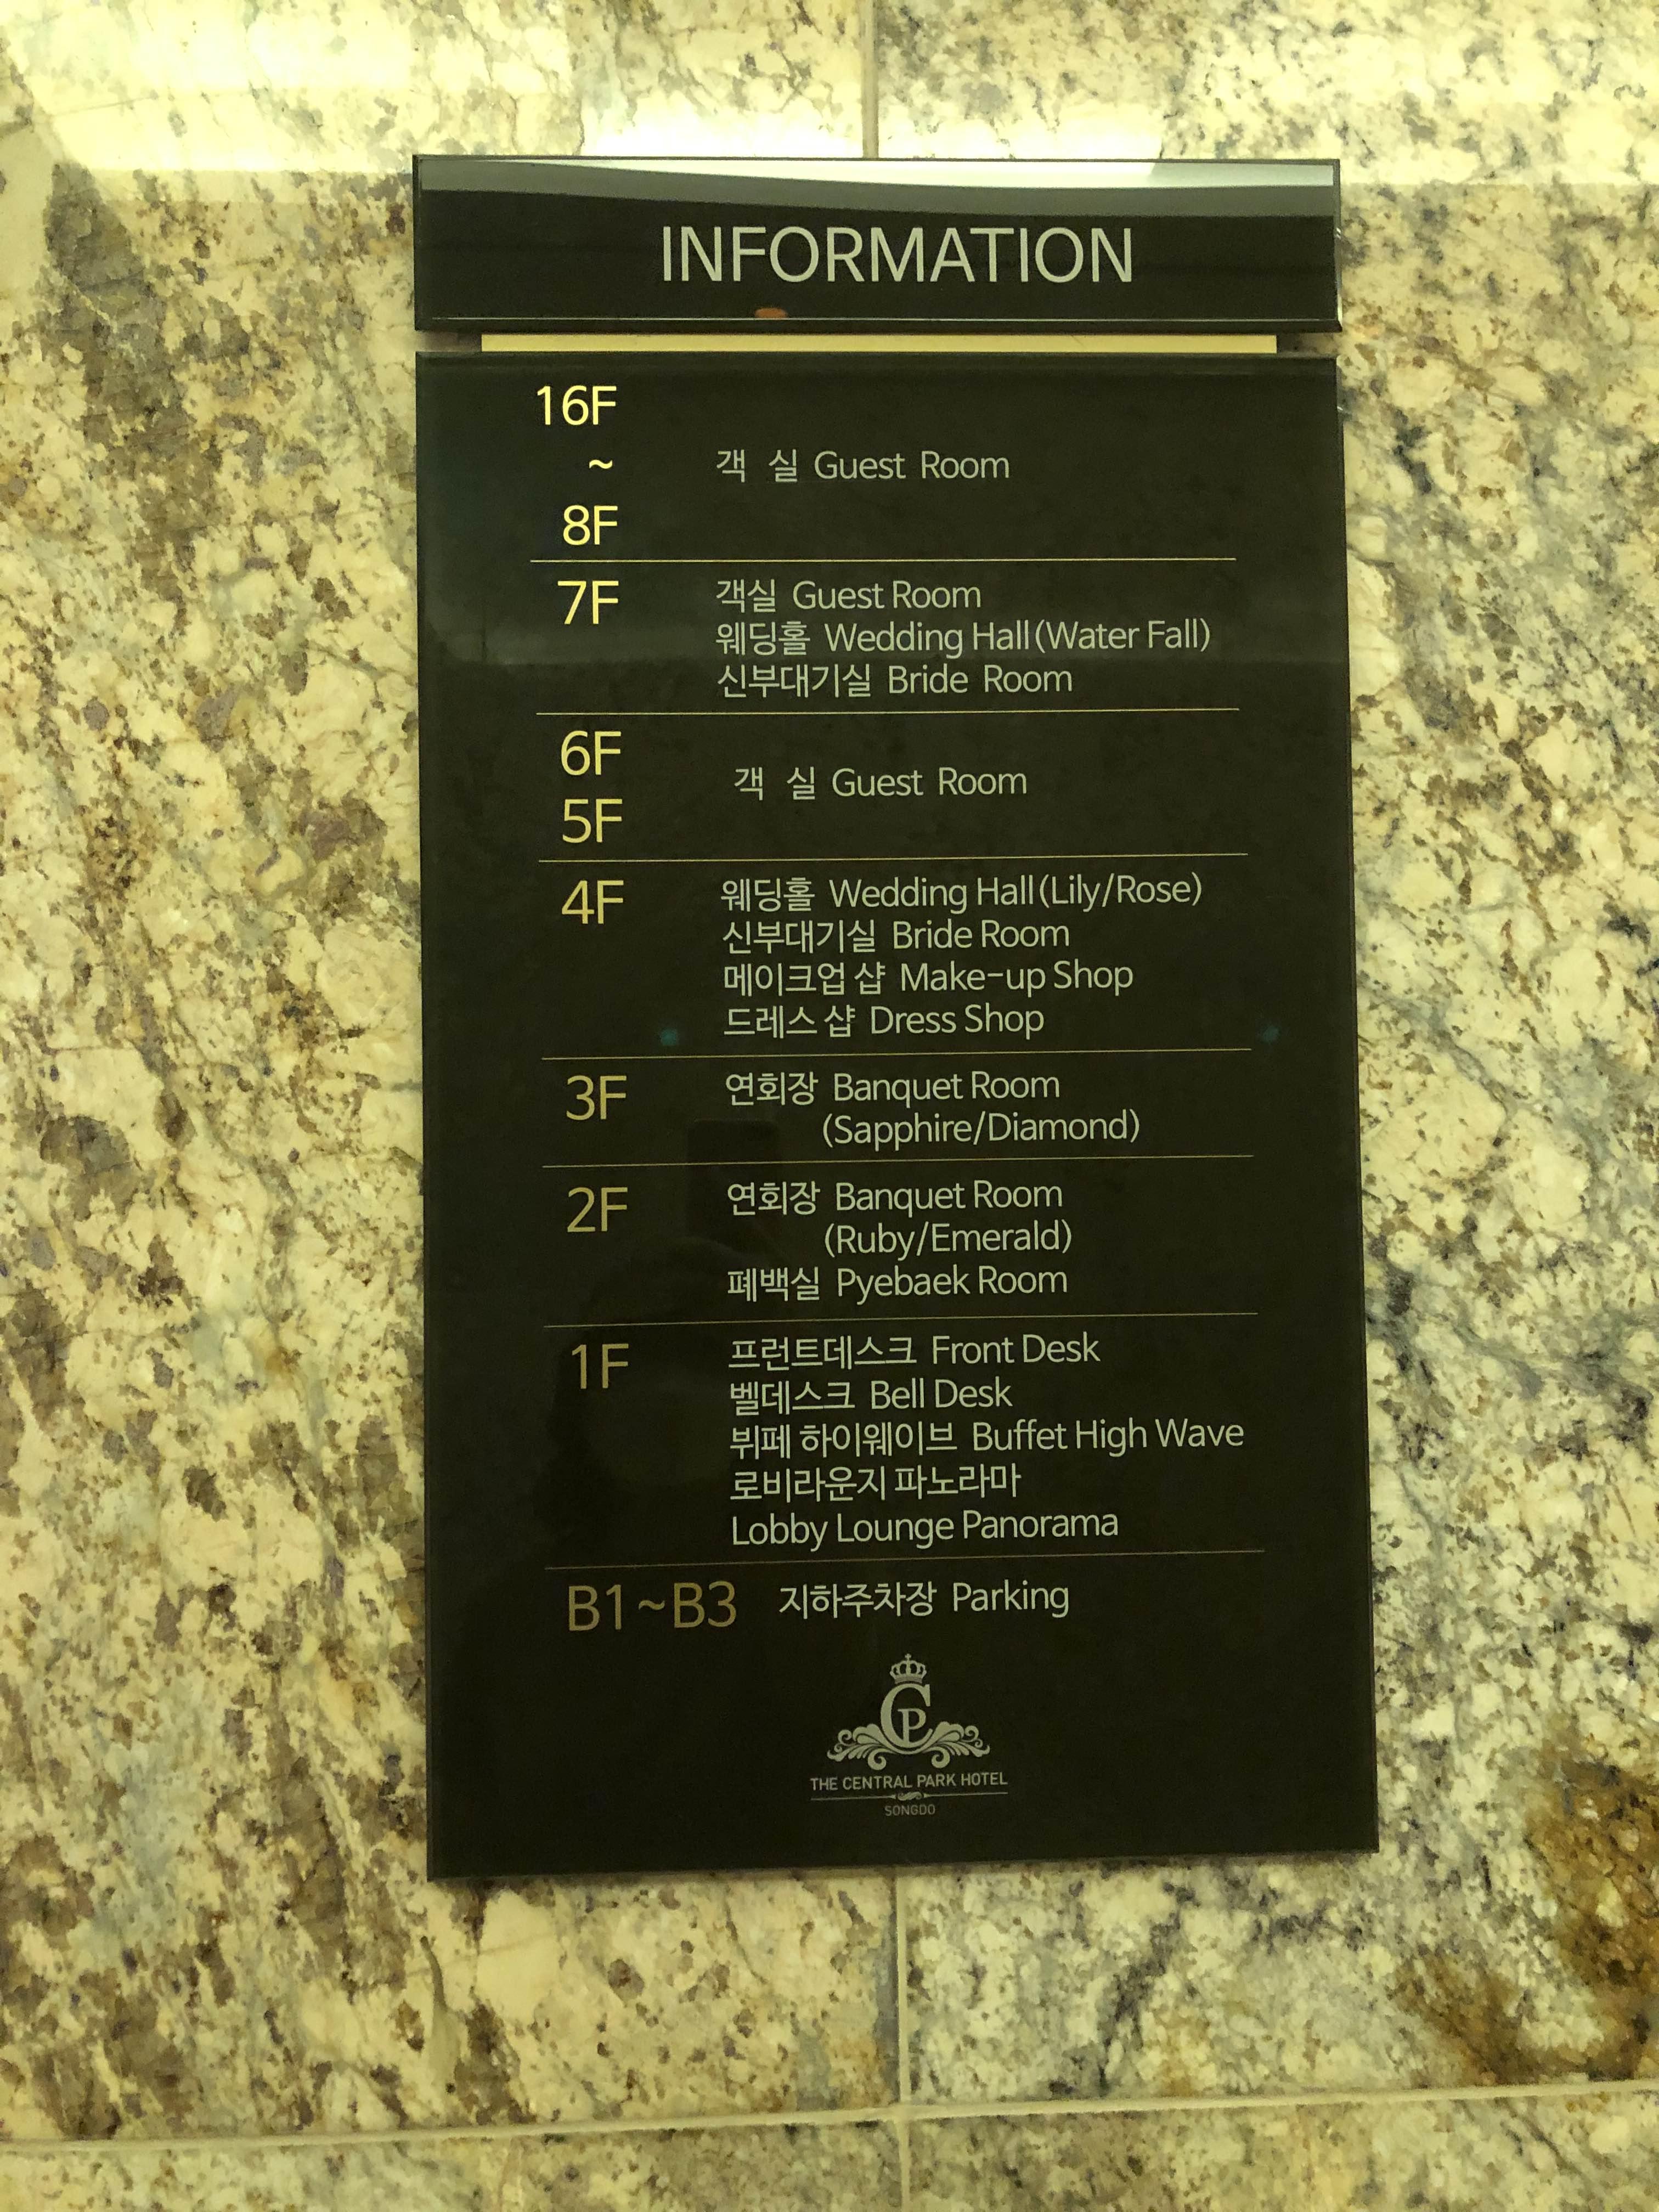 INFORMATION
16F
~
객 실 Guest Room
8F
7F 객실 Guest Room
웨딩홀 Wedding Hall(Water Fall)
신부대기실 Bride Room
6F
객 실 Guest Room
5F
4F 웨딩홀 Wedding Hall(Lily/Rose)
신부대기실 Bride Room
메이크업 샵 Make-up Shop
드레스 샵 Dress Shop
3F 연회장 Banquet Room
(Sapphire/Diamond)
2F 연회장 Banquet Room
(Ruby/Emerald)
폐백실 Pyebaek Room
1F 프런트데스크 Front Desk
벨데스크 Bell Desk
뷔페 하이웨이브 Buffet High Wave
로비라운지 파노라마
Lobby Lounge Panorama
B1~B3 지하주차장 Parking
CP
THE CENTRAL PARK HOTEL
SONGDO